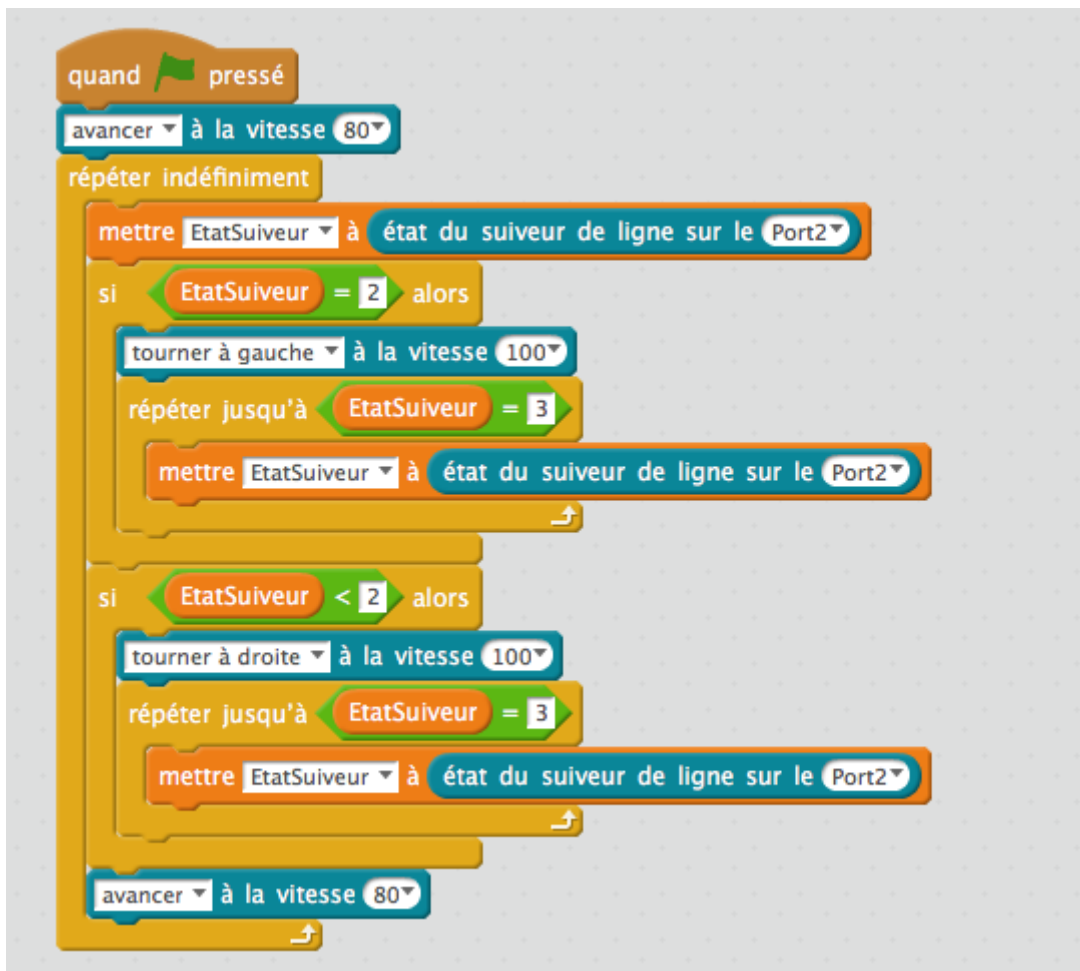 quand pressé
avancer à la vitesse 80
répéter indéfiniment
mettre EtatSuiveur à état du suiveur de ligne sur le Port2
si EtatSuiveur = 2 alors
tourner à gauche à la vitesse 100
répéter jusqu'à EtatSuiveur = 3
mettre EtatSuiveur à état du suiveur de ligne sur le Port2
si EtatSuiveur < 2 alors
tourner à droite à la vitesse 100
répéter jusqu'à EtatSuiveur = 3
mettre EtatSuiveur à état du suiveur de ligne sur le Port2
avancer à la vitesse 80